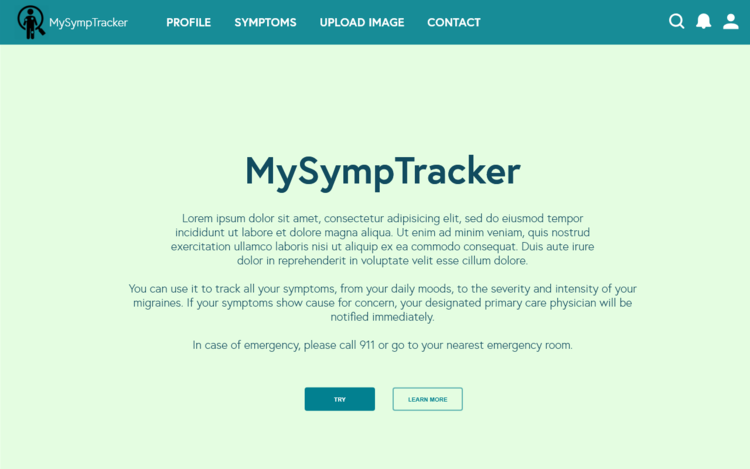 MySympTracker
PROFILE
SYMPTOMS
UPLOAD IMAGE
CONTACT
MySympTracker
Lorem ipsum dolor sit amet, consectetur adipisicing elit, sed do eiusmod tempor
incididunt ut labore et dolore magna aliqua. Ut enim ad minim veniam, quis nostrud
exercitation ullamco laboris nisi ut aliquip ex ea commodo consequat. Duis aute irure
dolor in reprehenderit in voluptate velit esse cillum dolore.
You can use it to track all your symptoms, from your daily moods, to the severity and intensity of your
migraines. If your symptoms show cause for concern, your designated primary care physician will be
notified immediately.
In case of emergency, please call 911 or go to your nearest emergency room.
TRY
LEARN MORE